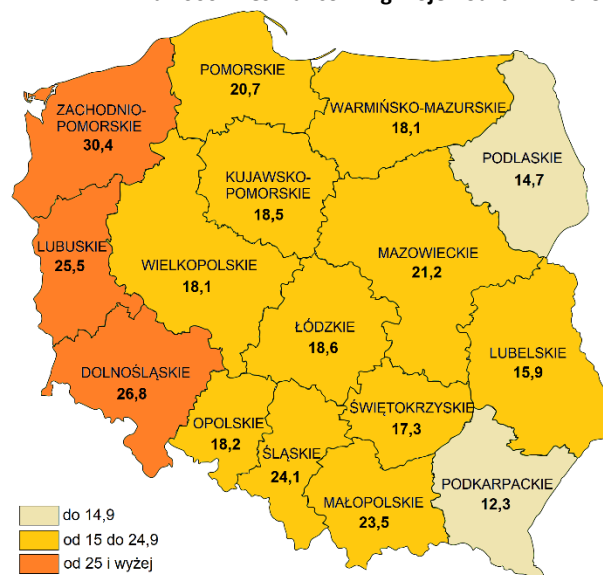 POMORSKIE
20,7
ZACHODNIO-
POMORSKIE
30,4
WARMIŃSKO-MAZURSKIE
18,1
PODLASKIE
14,7
KUJAWSKO-
POMORSKIE
18,5
LUBUSKIE
25,5
WIELKOPOLSKIE
18,1
MAZOWIECKIE
21,2
ŁÓDZKIE
18,6
LUBELSKIE
15,9
DOLNOŚLĄSKIE
26,8
OPOLSKIE
18,2
ŚLĄSKIE
24,1
ŚWIĘTOKRZYSKIE
17,3
MAŁOPOLSKIE
23,5
PODKARPACKIE
12,3
do 14,9
od 15 do 24,9
od 25 i wyżej